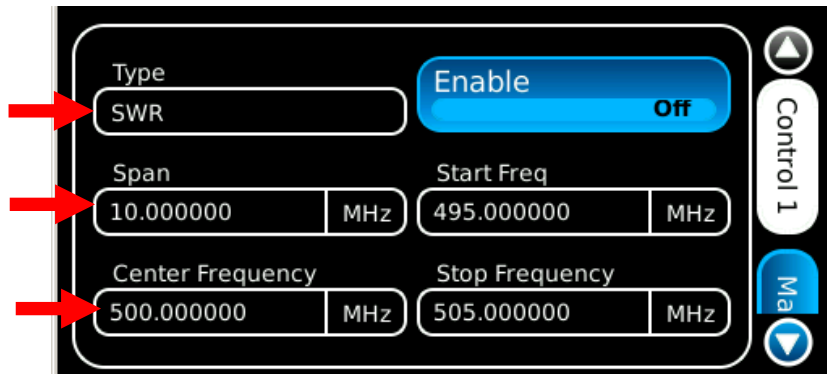 Type
SWR
Enable
Off
Span
10.000000 MHz
Start Freq
495.000000 MHz
Center Frequency
500.000000 MHz
Stop Frequency
505.000000 MHz
Control 1
Ma